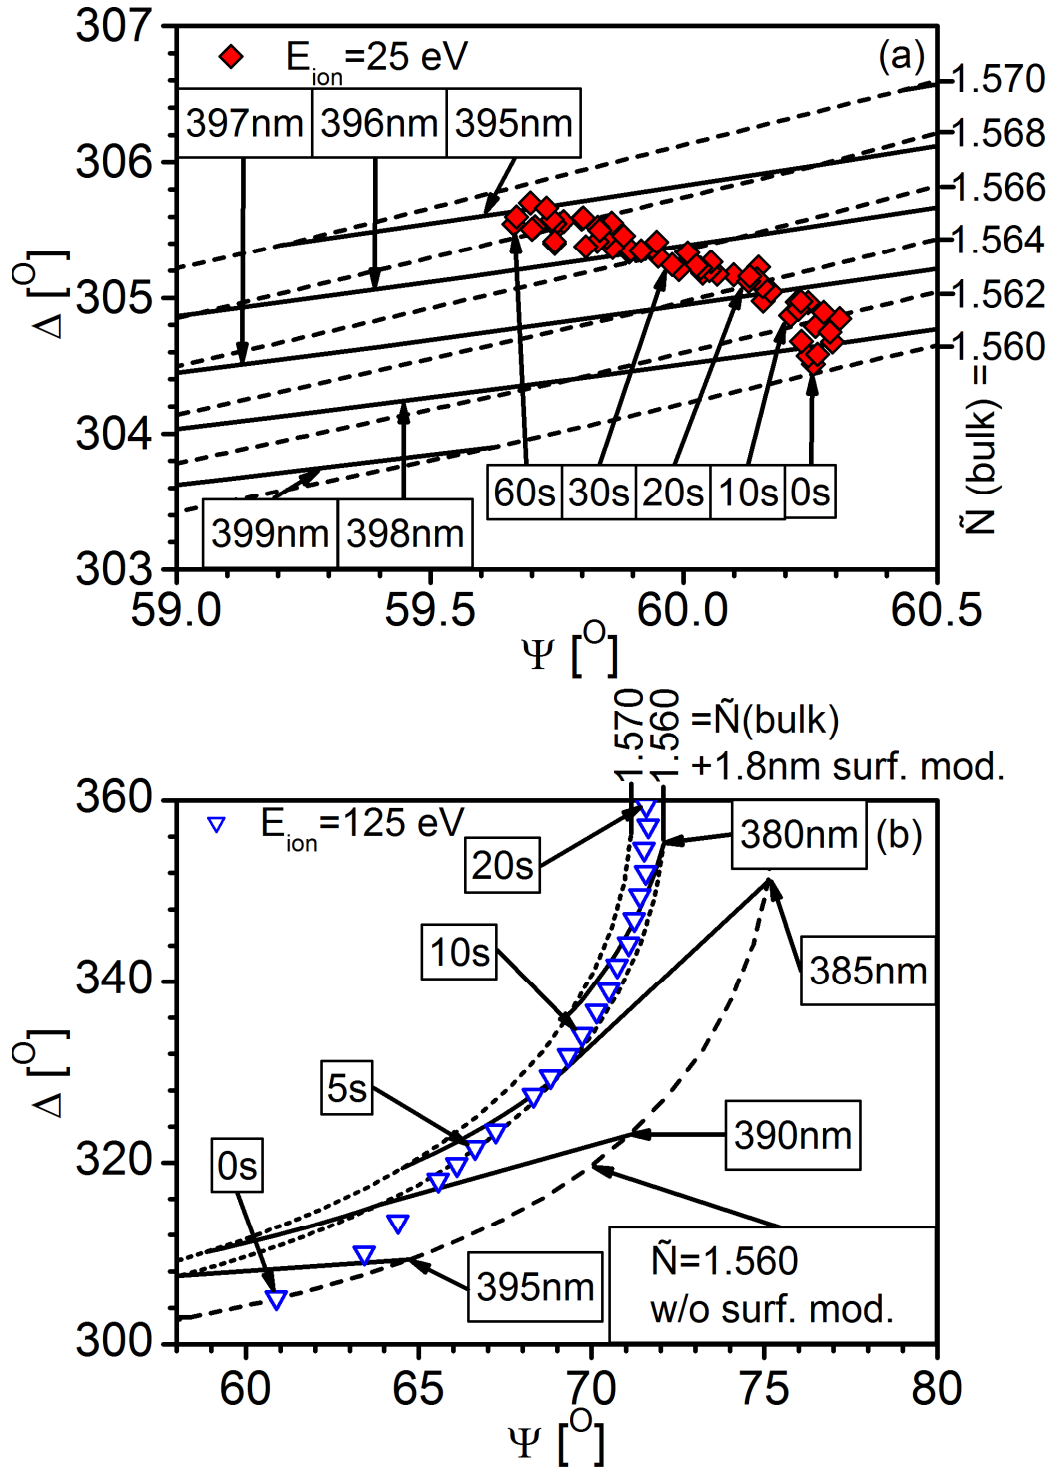 307
E_ion=25 eV
(a)
1.570
397nm
396nm
395nm
1.568
306
1.566
1.564
305
1.562
1.560
304
60s
30s
20s
10s
0s
399nm
398nm
303
59.0
59.5
60.0
60.5
Δ [°]
Ψ [°]
Ñ (bulk) =
1.570
1.560
=Ñ(bulk)
+1.8nm surf. mod.
360
E_ion=125 eV
380nm
(b)
20s
10s
385nm
340
5s
390nm
320
0s
Ñ=1.560
w/o surf. mod.
395nm
300
60
65
70
75
80
Δ [°]
Ψ [°]